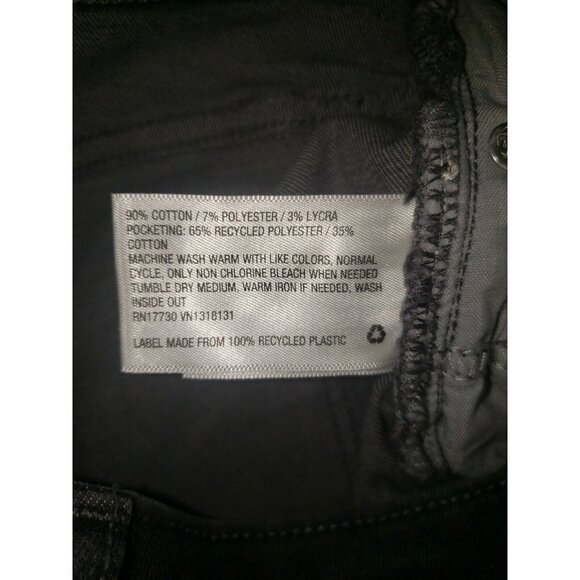 90% COTTON / 7% POLYESTER / 3% LYCRA
POCKETING: 65% RECYCLED POLYESTER / 35%
COTTON
MACHINE WASH WARM WITH LIKE COLORS, NORMAL
CYCLE, ONLY NON CHLORINE BLEACH WHEN NEEDED
TUMBLE DRY MEDIUM, WARM IRON IF NEEDED, WASH
INSIDE OUT
RN17730 VN1318131
LABEL MADE FROM 100% RECYCLED PLASTIC